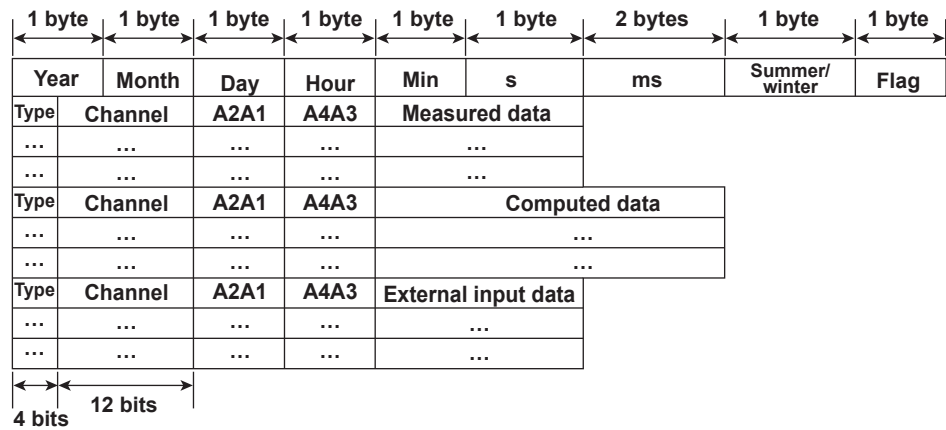 1 byte 1 byte 1 byte 1 byte 1 byte 1 byte 2 bytes 1 byte 1 byte
Year Month Day Hour Min s ms Summer/ winter Flag
Type Channel A2A1 A4A3 Measured data
... ... ... ... ...
... ... ... ... ...
Type Channel A2A1 A4A3 Computed data
... ... ... ... ...
... ... ... ... ...
Type Channel A2A1 A4A3 External input data
... ... ... ... ...
... ... ... ... ...
12 bits
4 bits